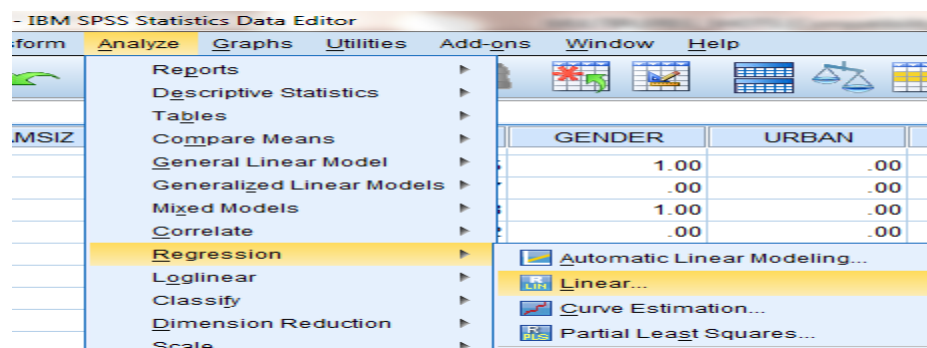 - IBM SPSS Statistics Data Editor
sform Analyze Graphs Utilities Add-ons Window Help
Reports
Descriptive Statistics
Tables
AMSIZ Compare Means GENDER URBAN
General Linear Model 1.00 .00
Generalized Linear Models .00 .00
Mixed Models 1.00 .00
Correlate .00 .00
Regression Automatic Linear Modeling...
Loglinear Linear...
Classify Curve Estimation...
Dimension Reduction Partial Least Squares...
Scale